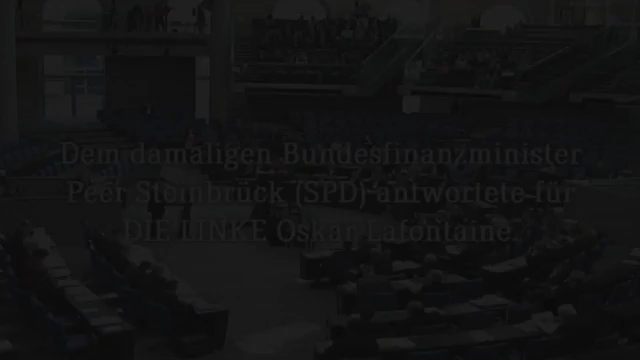 Dem damaligen Bundesfinanzminister
Peer Steinbrück (SPD) antwortete für
DIE LINKE Oskar Lafontaine.